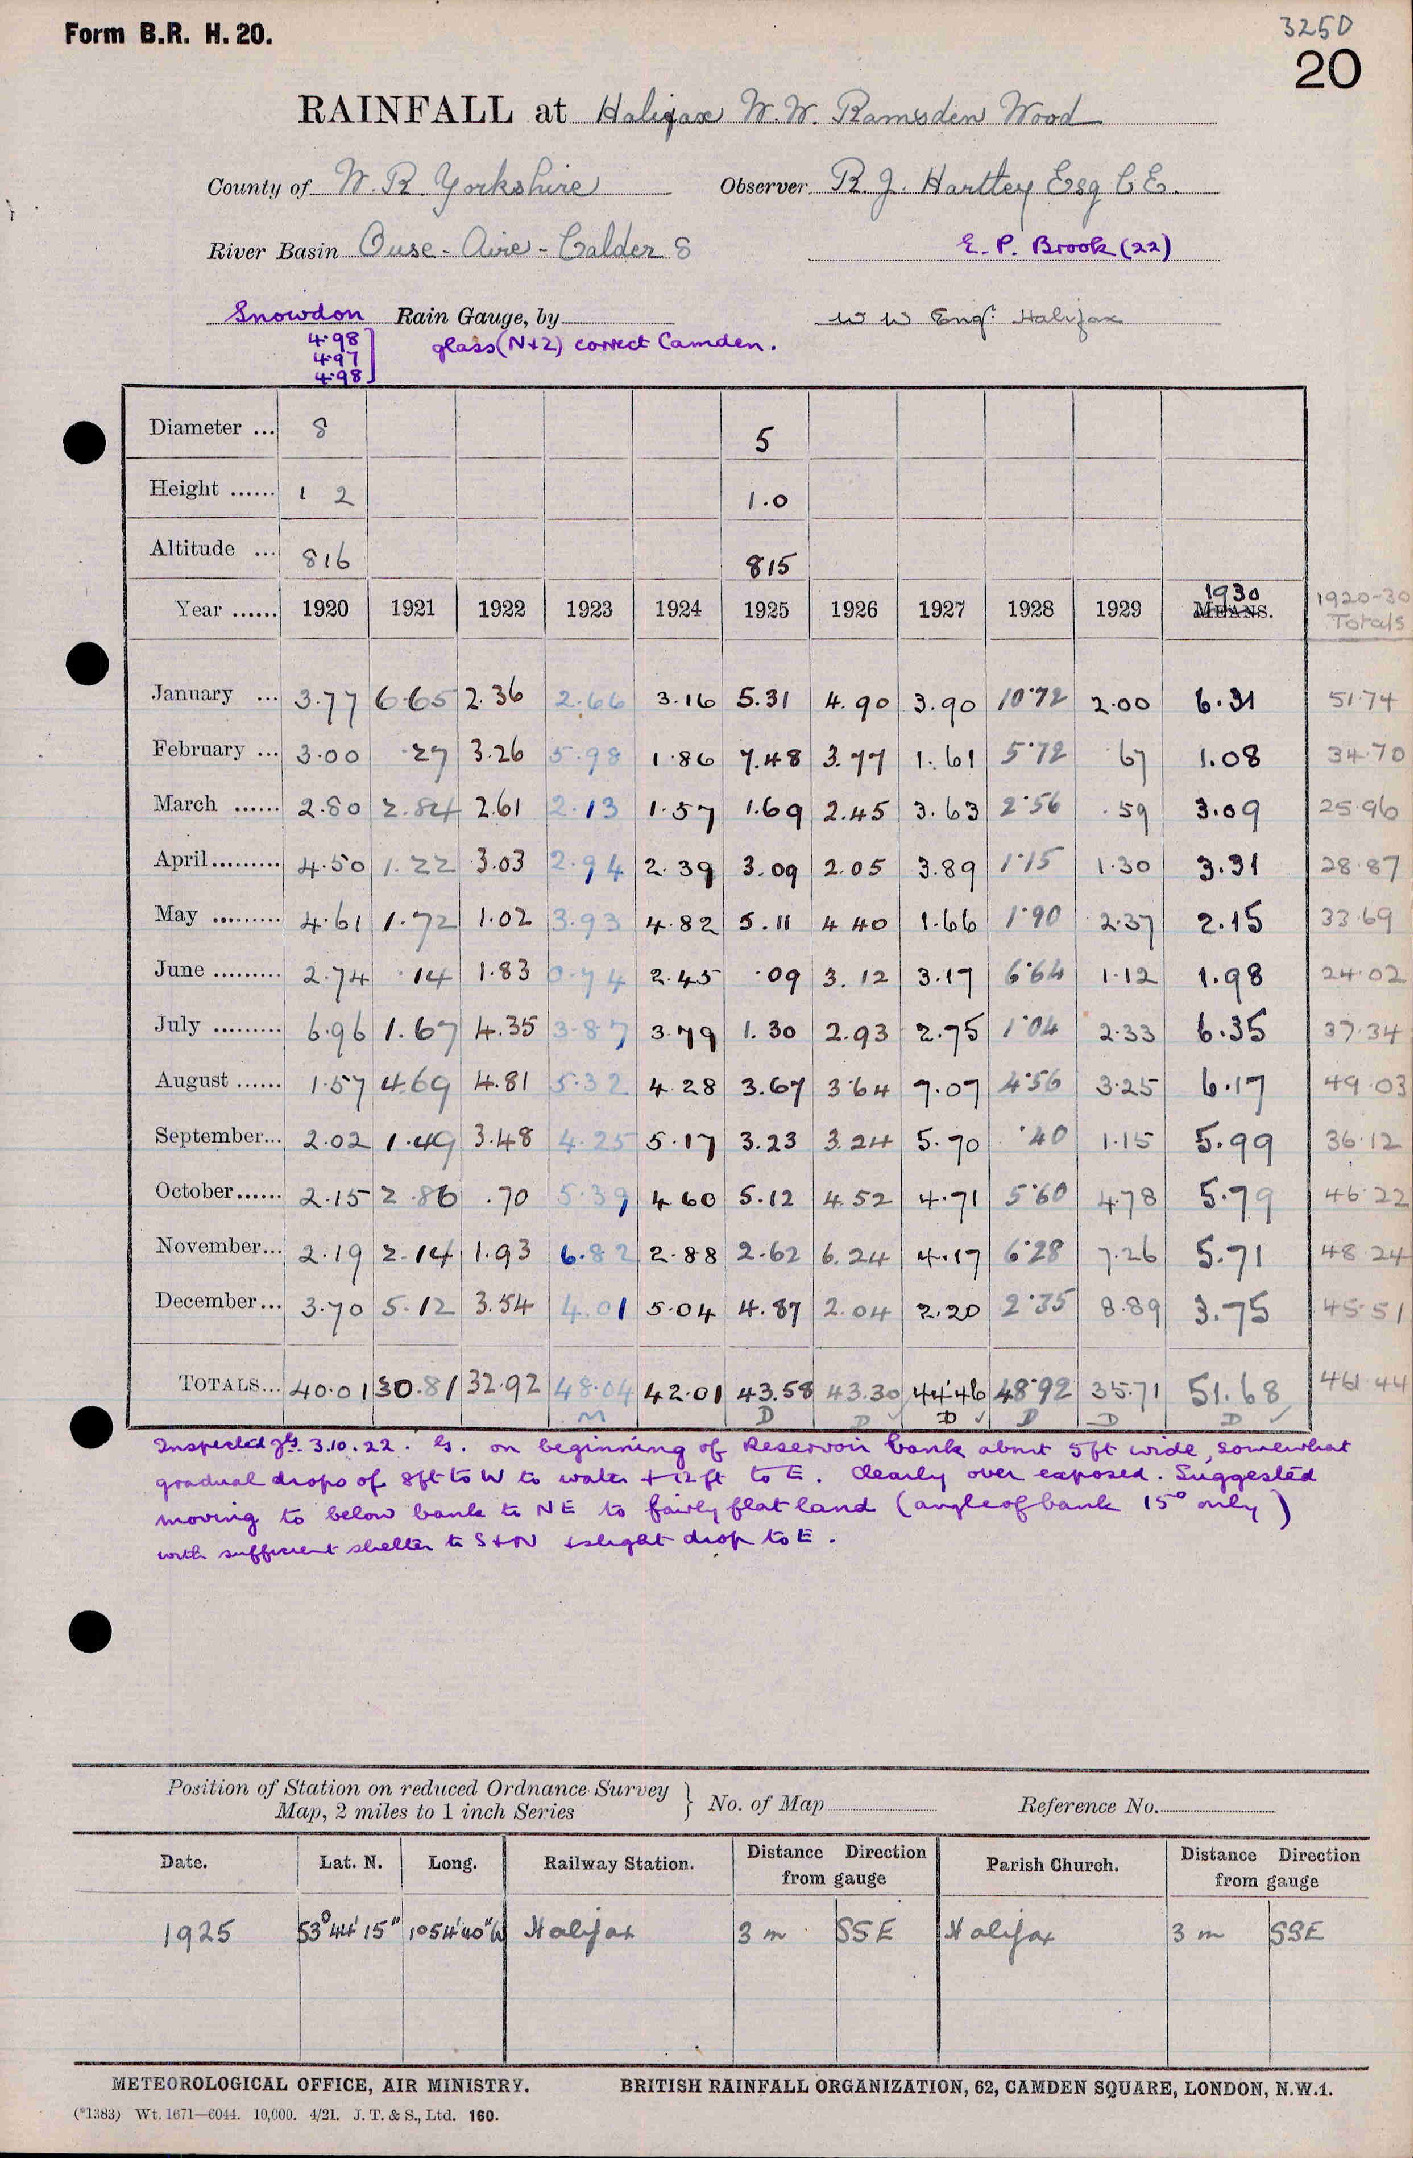 Form B.R. H. 20.
3250
20
RAINFALL at Halifax W.W. Ramsden Wood
County of W. R Yorkshire Observer R. J. Hartley Esq C.E.
River Basin Ouse - Aire - Calder S E. P. Brook (22)
Snowdon Rain Gauge, by W W Engr. Halifax
4.98
4.97
4.98 glass (N+2) correct Camden.
Diameter ... 8 5
Height ...... 1 2 1.0
Altitude ... 816 815
Year ...... 1920 1921 1922 1923 1924 1925 1926 1927 1928 1929 1930 MEANS. 1920-30 Totals
January ... 3.77 6.65 2.36 2.66 3.16 5.31 4.90 3.90 10.72 2.00 6.31 51.74
February ... 3.00 .27 3.26 5.98 1.86 7.48 3.77 1.61 5.72 .67 1.08 34.70
March ...... 2.80 2.84 2.61 2.13 1.57 1.69 2.45 3.63 2.56 .59 3.09 25.96
April......... 4.50 1.22 3.03 2.94 2.39 3.09 2.05 3.89 1.15 1.30 3.31 28.87
May ......... 4.61 1.72 1.02 3.93 4.82 5.11 4.40 1.66 1.90 2.37 2.15 33.69
June ......... 2.74 .14 1.83 0.74 2.45 .09 3.12 3.17 6.64 1.12 1.98 24.02
July ......... 6.96 1.67 4.35 3.87 3.79 1.30 2.93 2.75 1.04 2.33 6.35 37.34
August ...... 1.57 4.69 4.81 5.32 4.28 3.67 3.64 7.07 4.56 3.25 6.17 49.03
September... 2.02 1.49 3.48 4.25 5.17 3.23 3.24 5.70 .40 1.15 5.99 36.12
October...... 2.15 2.86 .70 5.39 4.60 5.12 4.52 4.71 5.60 4.78 5.79 46.22
November... 2.19 2.14 1.93 6.82 2.88 2.62 6.24 4.17 6.28 7.26 5.71 48.24
December... 3.70 5.12 3.54 4.01 5.04 4.87 2.04 2.20 2.35 8.89 3.75 45.51
TOTALS... 40.01 30.81 32.92 48.04 42.01 43.58 43.30 44.46 48.92 35.71 51.68 461.44
M D D D D D D
Inspected 3.10.22. G. on beginning of Reservoir bank about 5ft wide, somewhat
gradual drops of 8ft to W to water + 12 ft to E. Clearly over exposed. Suggested
moving to below bank to NE to fairly flat land (angle of bank 15° only)
with sufficient shelter to S+W + slight drop to E.
Position of Station on reduced Ordnance Survey
Map, 2 miles to 1 inch Series } No. of Map Reference No.
Date. Lat. N. Long. Railway Station. Distance Direction from gauge Parish Church. Distance Direction from gauge
1925 53°44'15" 1°54'40"W Halifax 3 m SSE Halifax 3 m SSE
METEOROLOGICAL OFFICE, AIR MINISTRY. BRITISH RAINFALL ORGANIZATION, 62, CAMDEN SQUARE, LONDON, N.W.1.
(*1383) Wt. 1671—6044. 10,000. 4/21. J. T. & S., Ltd. 160.